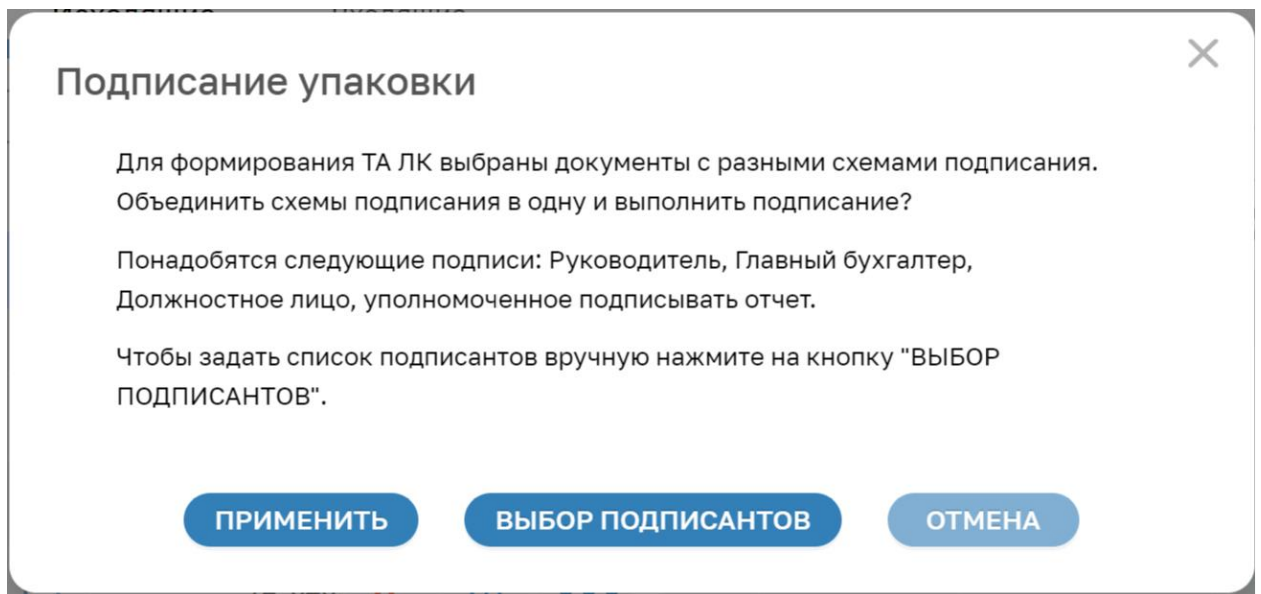 Подписание упаковки
Для формирования ТА ЛК выбраны документы с разными схемами подписания.
Объединить схемы подписания в одну и выполнить подписание?
Понадобятся следующие подписи: Руководитель, Главный бухгалтер,
Должностное лицо, уполномоченное подписывать отчет.
Чтобы задать список подписантов вручную нажмите на кнопку "ВЫБОР
ПОДПИСАНТОВ".
ПРИМЕНИТЬ ВЫБОР ПОДПИСАНТОВ ОТМЕНА